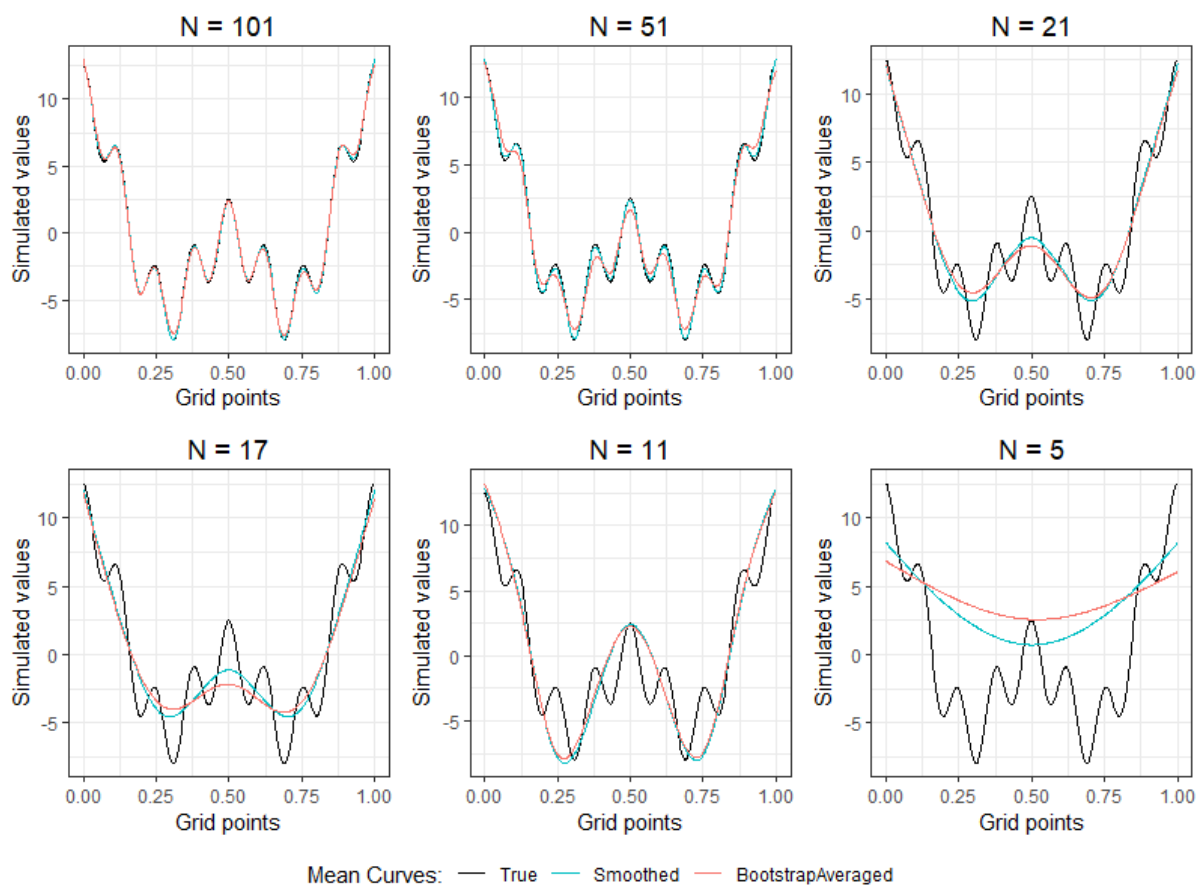 N = 101
N = 51
N = 21
Simulated values
10
5
0
-5
0.00 0.25 0.50 0.75 1.00
Grid points
Simulated values
10
5
0
-5
0.00 0.25 0.50 0.75 1.00
Grid points
Simulated values
10
5
0
-5
0.00 0.25 0.50 0.75 1.00
Grid points
N = 17
N = 11
N = 5
Simulated values
10
5
0
-5
0.00 0.25 0.50 0.75 1.00
Grid points
Simulated values
10
5
0
-5
0.00 0.25 0.50 0.75 1.00
Grid points
Simulated values
10
5
0
-5
0.00 0.25 0.50 0.75 1.00
Grid points
Mean Curves: True Smoothed BootstrapAveraged